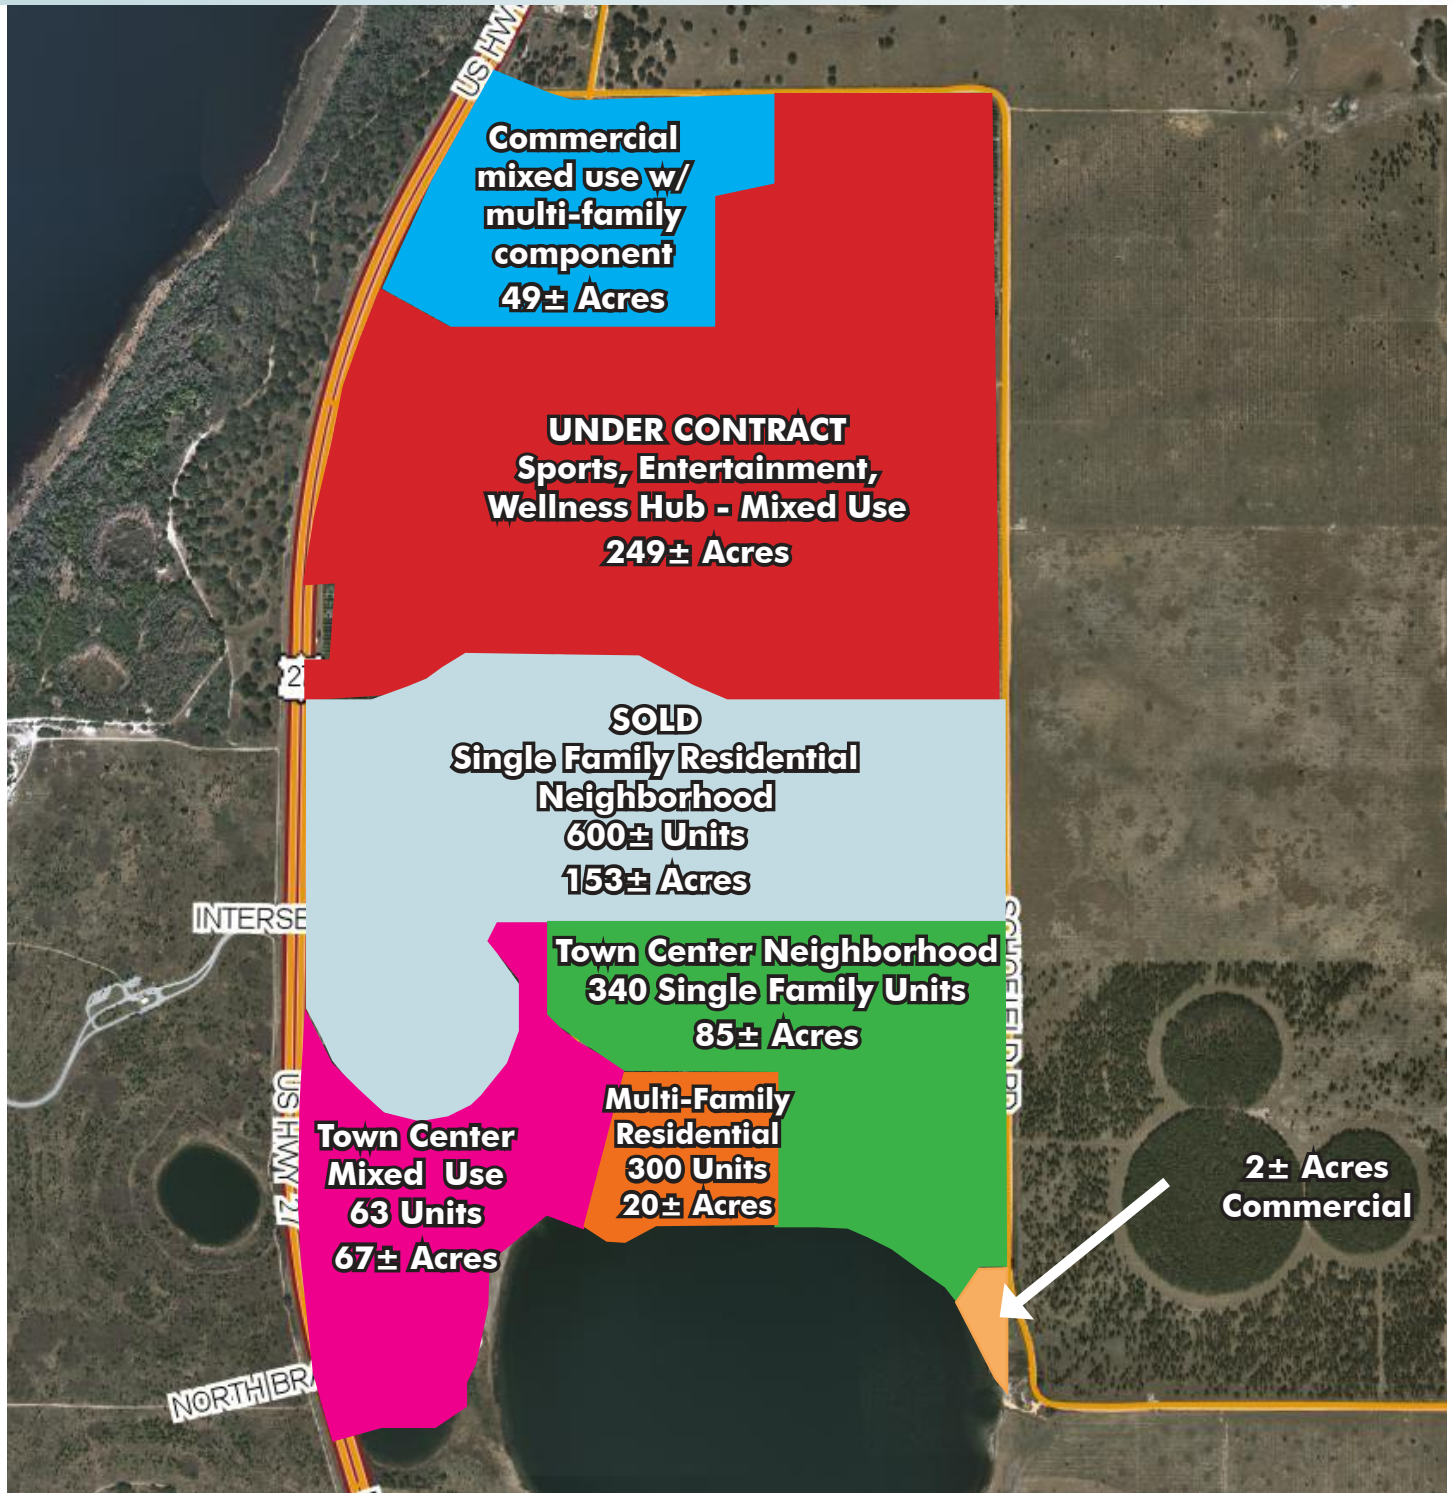 US HWY
Commercial
mixed use w/
multi-family
component
49± Acres
UNDER CONTRACT
Sports, Entertainment,
Wellness Hub - Mixed Use
249± Acres
SOLD
Single Family Residential
Neighborhood
600± Units
153± Acres
Town Center Neighborhood
340 Single Family Units
85± Acres
SCHOFIELD RD
Multi-Family
Residential
300 Units
20± Acres
US HWY 27
Town Center
Mixed Use
63 Units
67± Acres
2± Acres
Commercial
NORTH